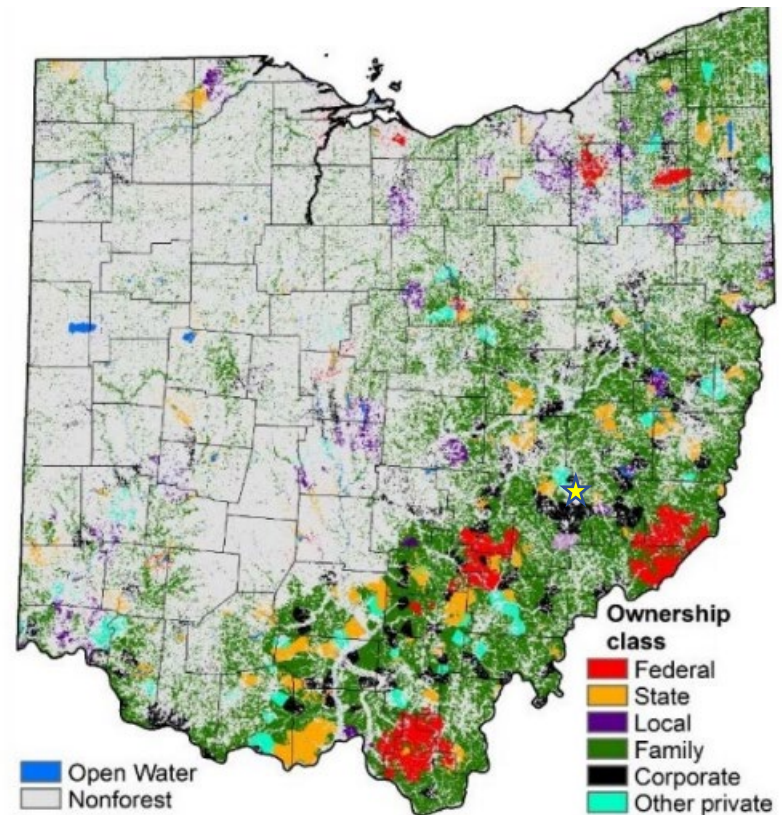 Ownership
class
Federal
State
Local
Family
Corporate
Other private
Open Water
Nonforest